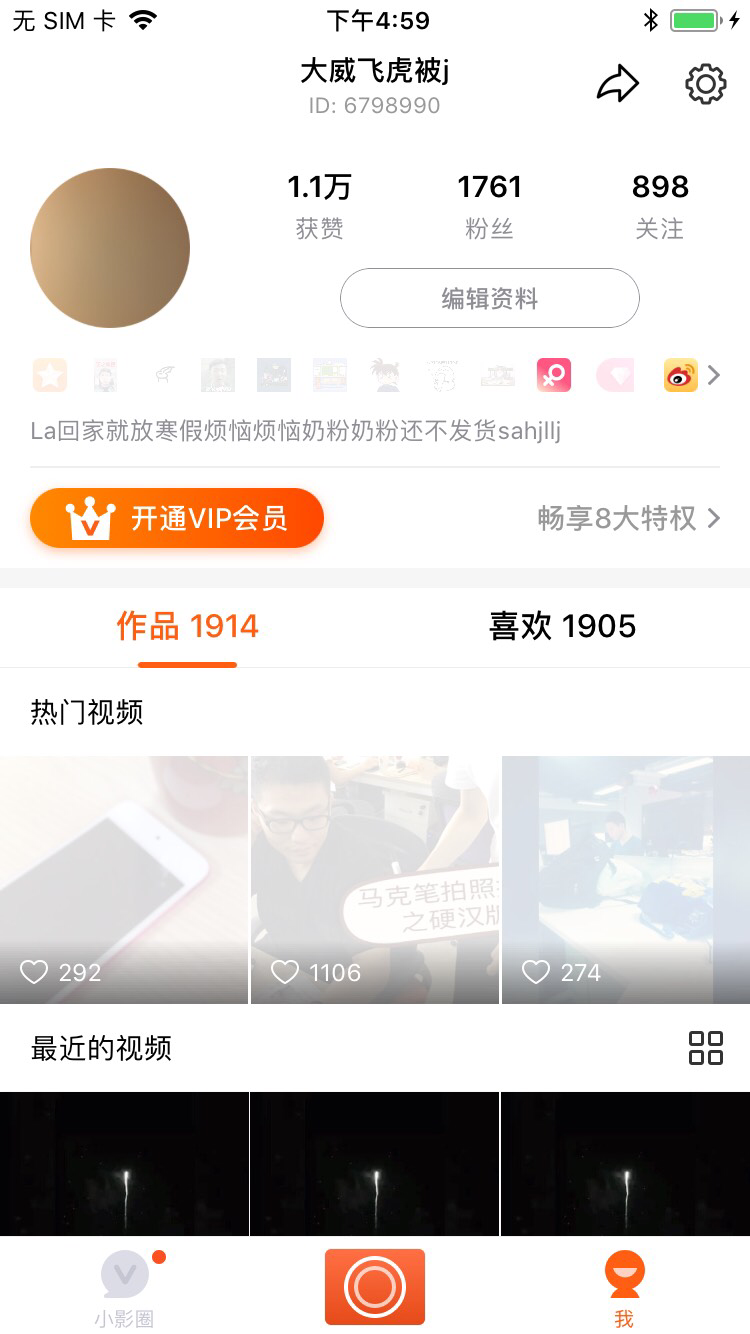 无 SIM 卡 下午4:59
大威飞虎被j
ID: 6798990
1.1万 1761 898
获赞 粉丝 关注
编辑资料
La回家就放寒假烦恼烦恼奶粉奶粉还不发货sahjllj
开通VIP会员 畅享8大特权
作品 1914 喜欢 1905
热门视频
马克笔拍照
之硬汉版
292 1106 274
最近的视频
小影圈 我